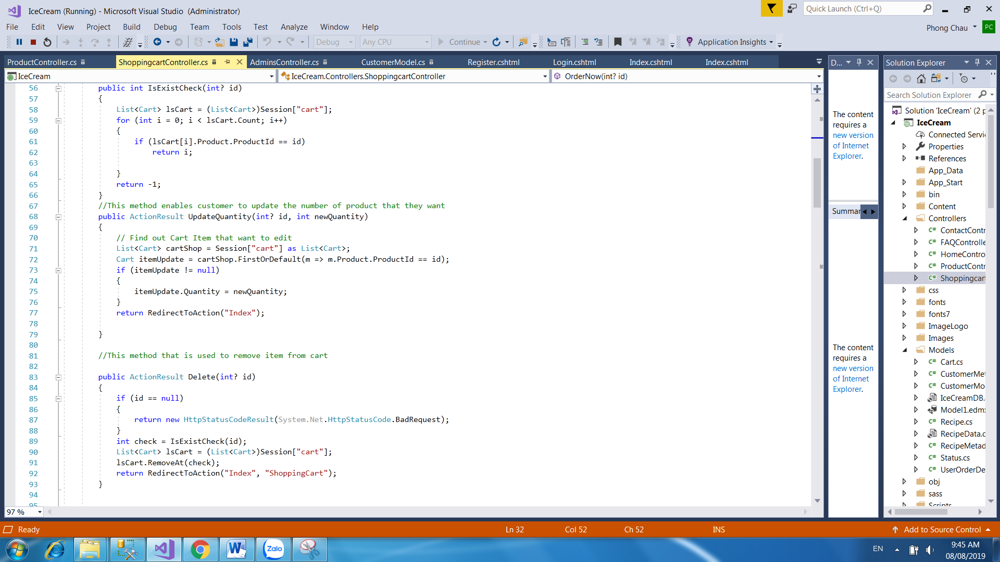 IceCream (Running) - Microsoft Visual Studio  (Administrator)
Quick Launch (Ctrl+Q)
File Edit View Project Build Debug Team Tools Test Analyze Window Help
Phong Chau PC
Debug Any CPU Continue Application Insights
ProductController.cs ShoppingcartController.cs AdminsController.cs CustomerModel.cs Register.cshtml Login.cshtml Index.cshtml Index.cshtml
IceCream IceCream.Controllers.ShoppingcartController OrderNow(int? id)
56 public int IsExistCheck(int? id)
57 {
58 List<Cart> lsCart = (List<Cart>)Session["cart"];
59 for (int i = 0; i < lsCart.Count; i++)
60 {
61 if (lsCart[i].Product.ProductId == id)
62 return i;
63
64 }
65 return -1;
66 }
67 //This method enables customer to update the number of product that they want
68 public ActionResult UpdateQuantity(int? id, int newQuantity)
69 {
70 // Find out Cart Item that want to edit
71 List<Cart> cartShop = Session["cart"] as List<Cart>;
72 Cart itemUpdate = cartShop.FirstOrDefault(m => m.Product.ProductId == id);
73 if (itemUpdate != null)
74 {
75 itemUpdate.Quantity = newQuantity;
76 }
77 return RedirectToAction("Index");
78
79 }
80
81 //This method that is used to remove item from cart
82
83 public ActionResult Delete(int? id)
84 {
85 if (id == null)
86 {
87 return new HttpStatusCodeResult(System.Net.HttpStatusCode.BadRequest);
88 }
89 int check = IsExistCheck(id);
90 List<Cart> lsCart = (List<Cart>)Session["cart"];
91 lsCart.RemoveAt(check);
92 return RedirectToAction("Index", "ShoppingCart");
93 }
94
95
97 %
D...
The content
requires a
new version
of Internet
Explorer.
Summar
The content
requires a
new version
of Internet
Explorer.
Solution Explorer
Search Solution Explorer
Solution 'IceCream' (2 p
IceCream
Connected Servi
Properties
References
App_Data
App_Start
bin
Content
Controllers
C# ContactContr
C# FAQControlle
C# HomeContro
C# ProductContr
C# Shoppingcart
css
fonts
fonts7
ImageLogo
Images
Models
C# Cart.cs
C# CustomerMet
C# CustomerMo
IceCreamDB.
Model1.edmx
C# Recipe.cs
RecipeData.c
C# RecipeMetad
C# Status.cs
C# UserOrderDe
obj
sass
Scripts
Ready Ln 32 Col 52 Ch 52 INS Add to Source Control
Zalo
EN
9:45 AM
08/08/2019